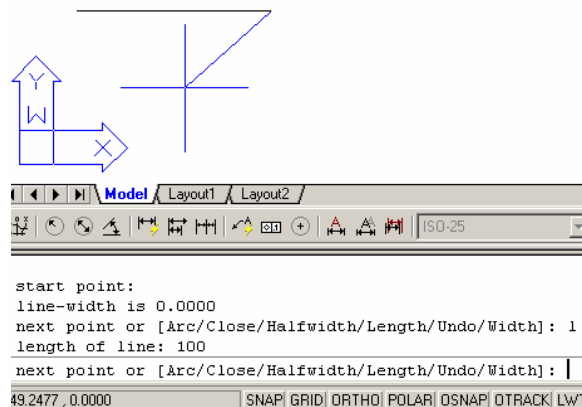 Y
W
X
Model Layout1 Layout2
ISO-25
start point:
line-width is 0.0000
next point or [Arc/Close/Halfwidth/Length/Undo/Width]: l
length of line: 100
next point or [Arc/Close/Halfwidth/Length/Undo/Width]:
49.2477, 0.0000 SNAP GRID ORTHO POLAR OSNAP OTRACK LW